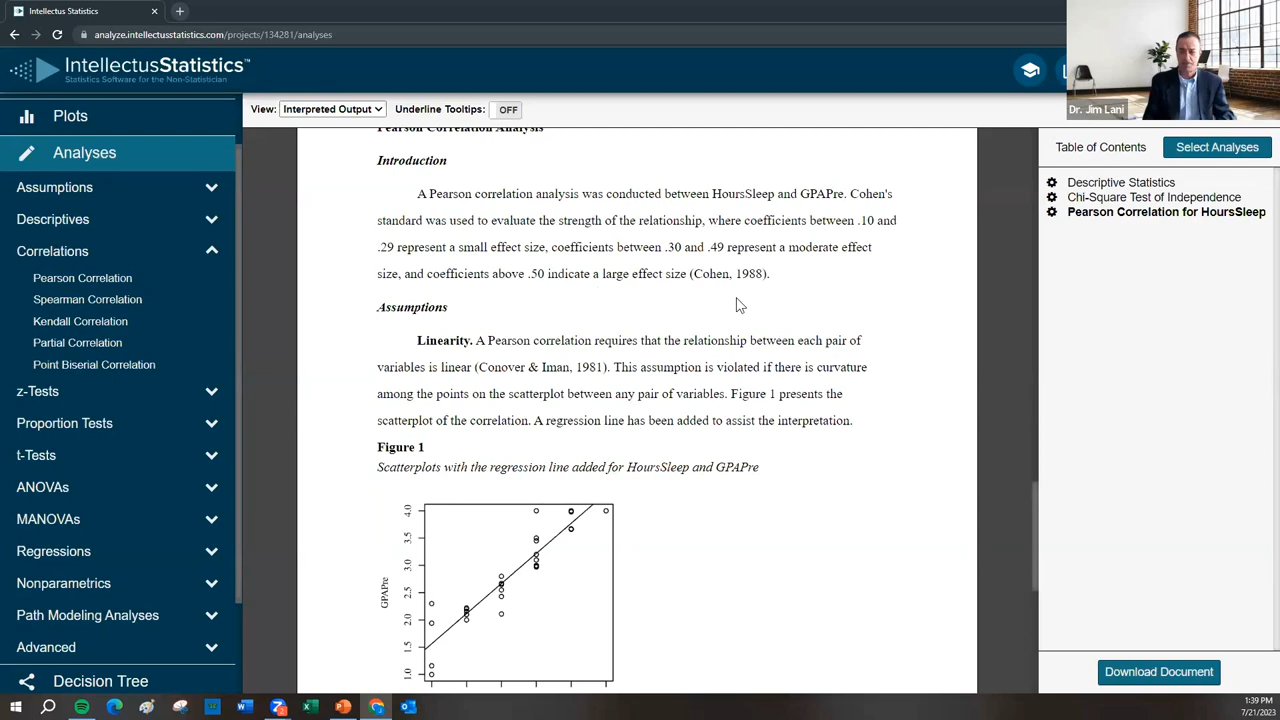 Intellectus Statistics
analyze.intellectusstatistics.com/projects/134281/analyses
IntellectusStatistics™
Statistics Software for the Non-Statistician
Dr. Jim Lani
Plots
Analyses
Assumptions
Descriptives
Correlations
Pearson Correlation
Spearman Correlation
Kendall Correlation
Partial Correlation
Point Biserial Correlation
z-Tests
Proportion Tests
t-Tests
ANOVAs
MANOVAs
Regressions
Nonparametrics
Path Modeling Analyses
Advanced
Decision Tree
View: Interpreted Output Underline Tooltips: OFF
Pearson Correlation Analysis
Introduction
A Pearson correlation analysis was conducted between HoursSleep and GPAPre. Cohen's
standard was used to evaluate the strength of the relationship, where coefficients between .10 and
.29 represent a small effect size, coefficients between .30 and .49 represent a moderate effect
size, and coefficients above .50 indicate a large effect size (Cohen, 1988).
Assumptions
Linearity. A Pearson correlation requires that the relationship between each pair of
variables is linear (Conover & Iman, 1981). This assumption is violated if there is curvature
among the points on the scatterplot between any pair of variables. Figure 1 presents the
scatterplot of the correlation. A regression line has been added to assist the interpretation.
Figure 1
Scatterplots with the regression line added for HoursSleep and GPAPre
GPAPre
4.0
3.5
3.0
2.5
2.0
1.5
1.0
Table of Contents
Select Analyses
Descriptive Statistics
Chi-Square Test of Independence
Pearson Correlation for HoursSleep
Download Document
1:39 PM
7/21/2023